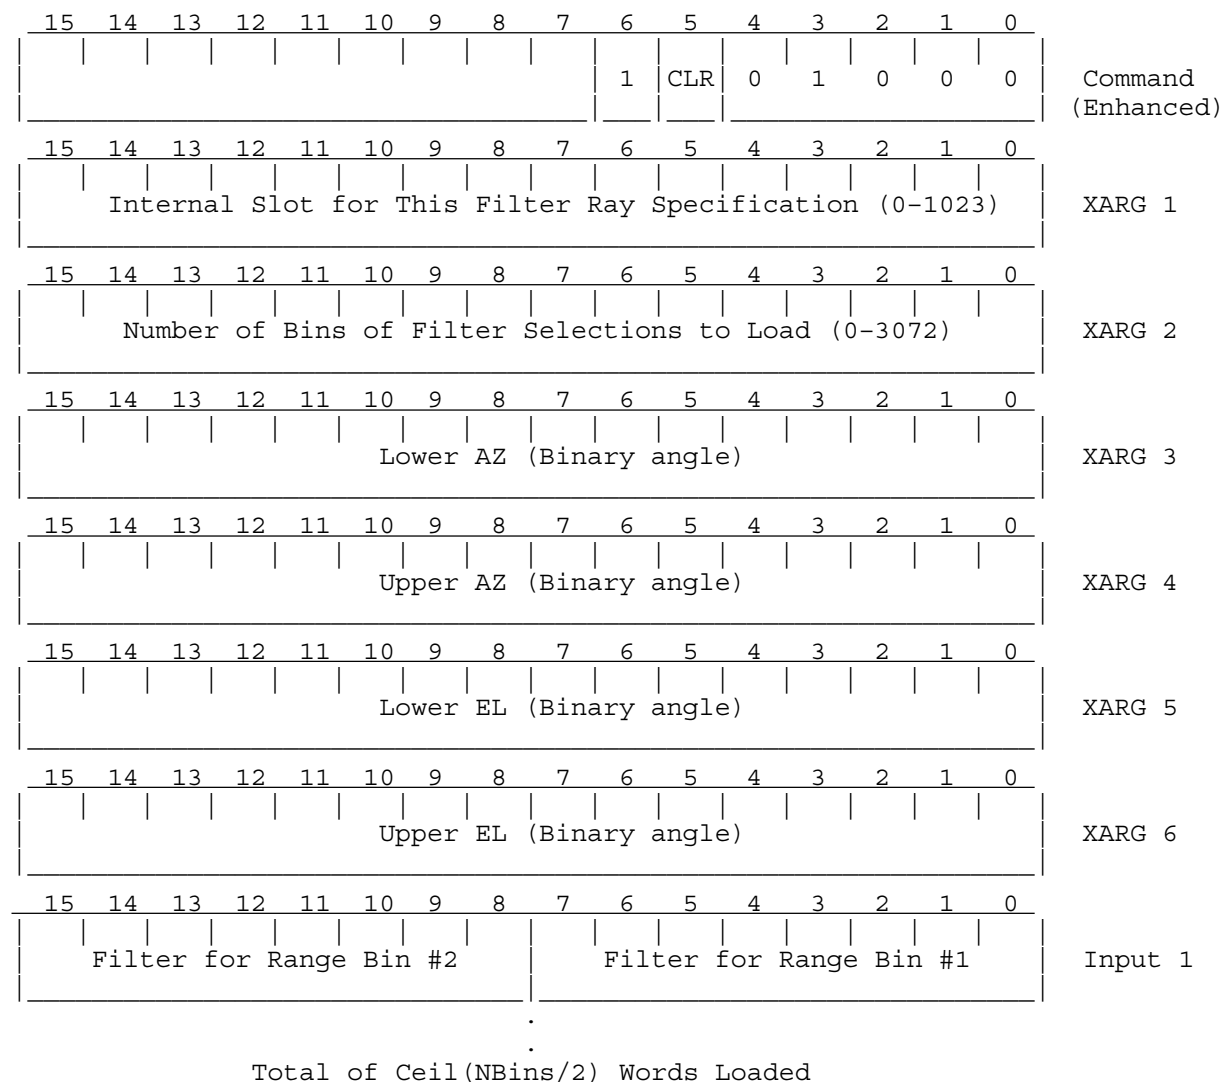 15 14 13 12 11 10 9 8 7 6 5 4 3 2 1 0
1 CLR 0 1 0 0 0 Command
(Enhanced)
15 14 13 12 11 10 9 8 7 6 5 4 3 2 1 0
Internal Slot for This Filter Ray Specification (0-1023) XARG 1
15 14 13 12 11 10 9 8 7 6 5 4 3 2 1 0
Number of Bins of Filter Selections to Load (0-3072) XARG 2
15 14 13 12 11 10 9 8 7 6 5 4 3 2 1 0
Lower AZ (Binary angle) XARG 3
15 14 13 12 11 10 9 8 7 6 5 4 3 2 1 0
Upper AZ (Binary angle) XARG 4
15 14 13 12 11 10 9 8 7 6 5 4 3 2 1 0
Lower EL (Binary angle) XARG 5
15 14 13 12 11 10 9 8 7 6 5 4 3 2 1 0
Upper EL (Binary angle) XARG 6
15 14 13 12 11 10 9 8 7 6 5 4 3 2 1 0
Filter for Range Bin #2 Filter for Range Bin #1 Input 1
.
.
Total of Ceil(NBins/2) Words Loaded